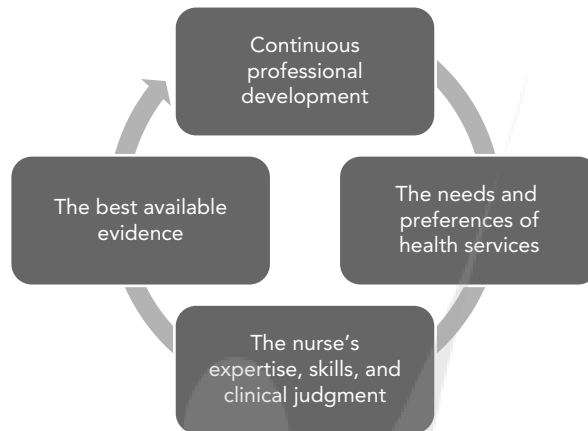 Continuous
professional
development
The needs and
preferences of
health services
The nurse’s
expertise, skills, and
clinical judgment
The best available
evidence